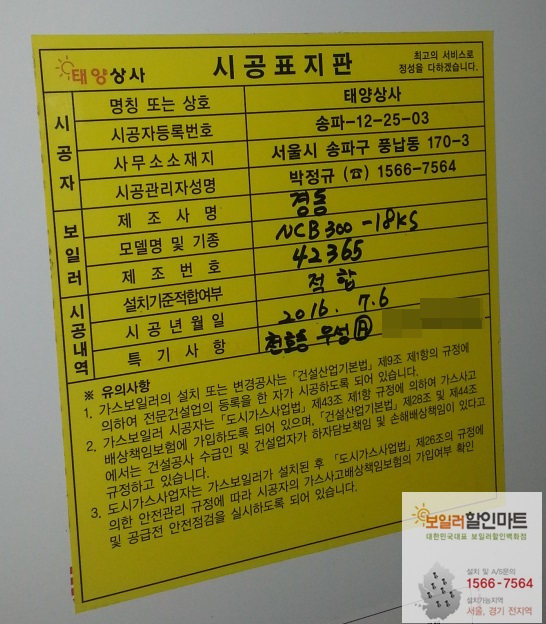 태양상사
시공표지판
최고의 서비스로
정성을 다하겠습니다.
시공자
명칭 또는 상호 태양상사
시공자등록번호 송파-12-25-03
사무소소재지 서울시 송파구 풍납동 170-3
시공관리자성명 박정규 (☎) 1566-7564
보일러
제조사명 경동
모델명 및 기종 NCB300-18KS
제조번호 42365
시공내역
설치기준적합여부 적합
시공년월일 2016. 7.6
특기사항 천호동 우성Ⓐ
※ 유의사항
1. 가스보일러의 설치 또는 변경공사는 「건설산업기본법」 제9조 제1항의 규정에
의하여 전문건설업의 등록을 한 자가 시공하도록 되어 있습니다.
2. 가스보일러 시공자는 「도시가스사업법」 제43조 제1항 규정에 의하여 가스사고
배상책임보험에 가입하도록 되어 있으며, 「건설산업기본법」 제28조 및 제44조
에서는 건설공사 수급인 및 건설업자가 하자담보책임 및 손해배상책임이 있다고
규정하고 있습니다.
3. 도시가스사업자는 가스보일러가 설치된 후 「도시가스사업법」 제26조의 규정에
의한 안전관리 규정에 따라 시공자의 가스사고배상책임보험의 가입여부 확인
및 공급전 안전점검을 실시하도록 되어 있습니다.
보일러할인마트
대한민국대표 보일러할인백화점
설치 및 A/S문의
1566-7564
설치가능지역
서울, 경기 전지역